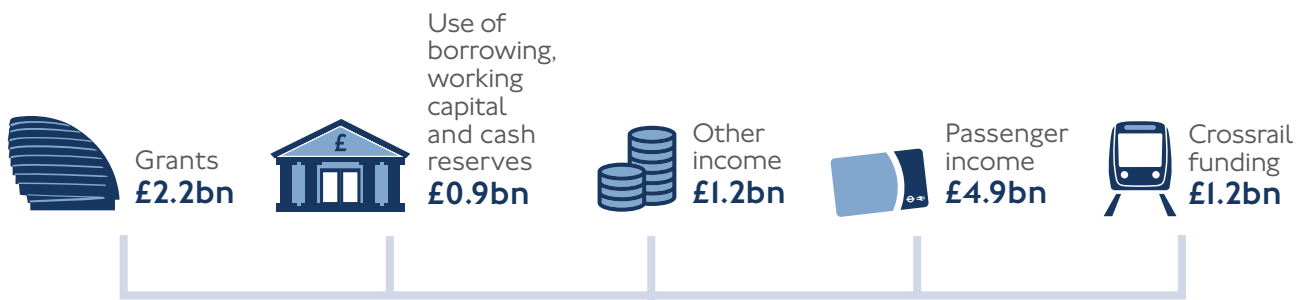 Grants
£2.2bn
£
Use of
borrowing,
working
capital
and cash
reserves
£0.9bn
Other
income
£1.2bn
Passenger
income
£4.9bn
Crossrail
funding
£1.2bn